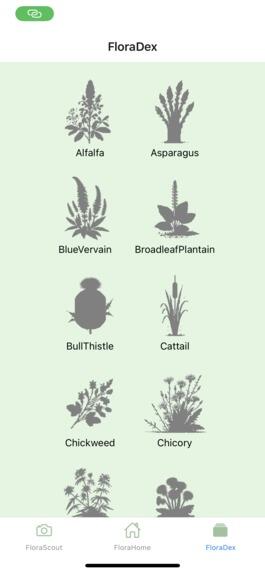 FloraDex
Alfalfa Asparagus
BlueVervain BroadleafPlantain
BullThistle Cattail
Chickweed Chicory
FloraScout FloraHome FloraDex